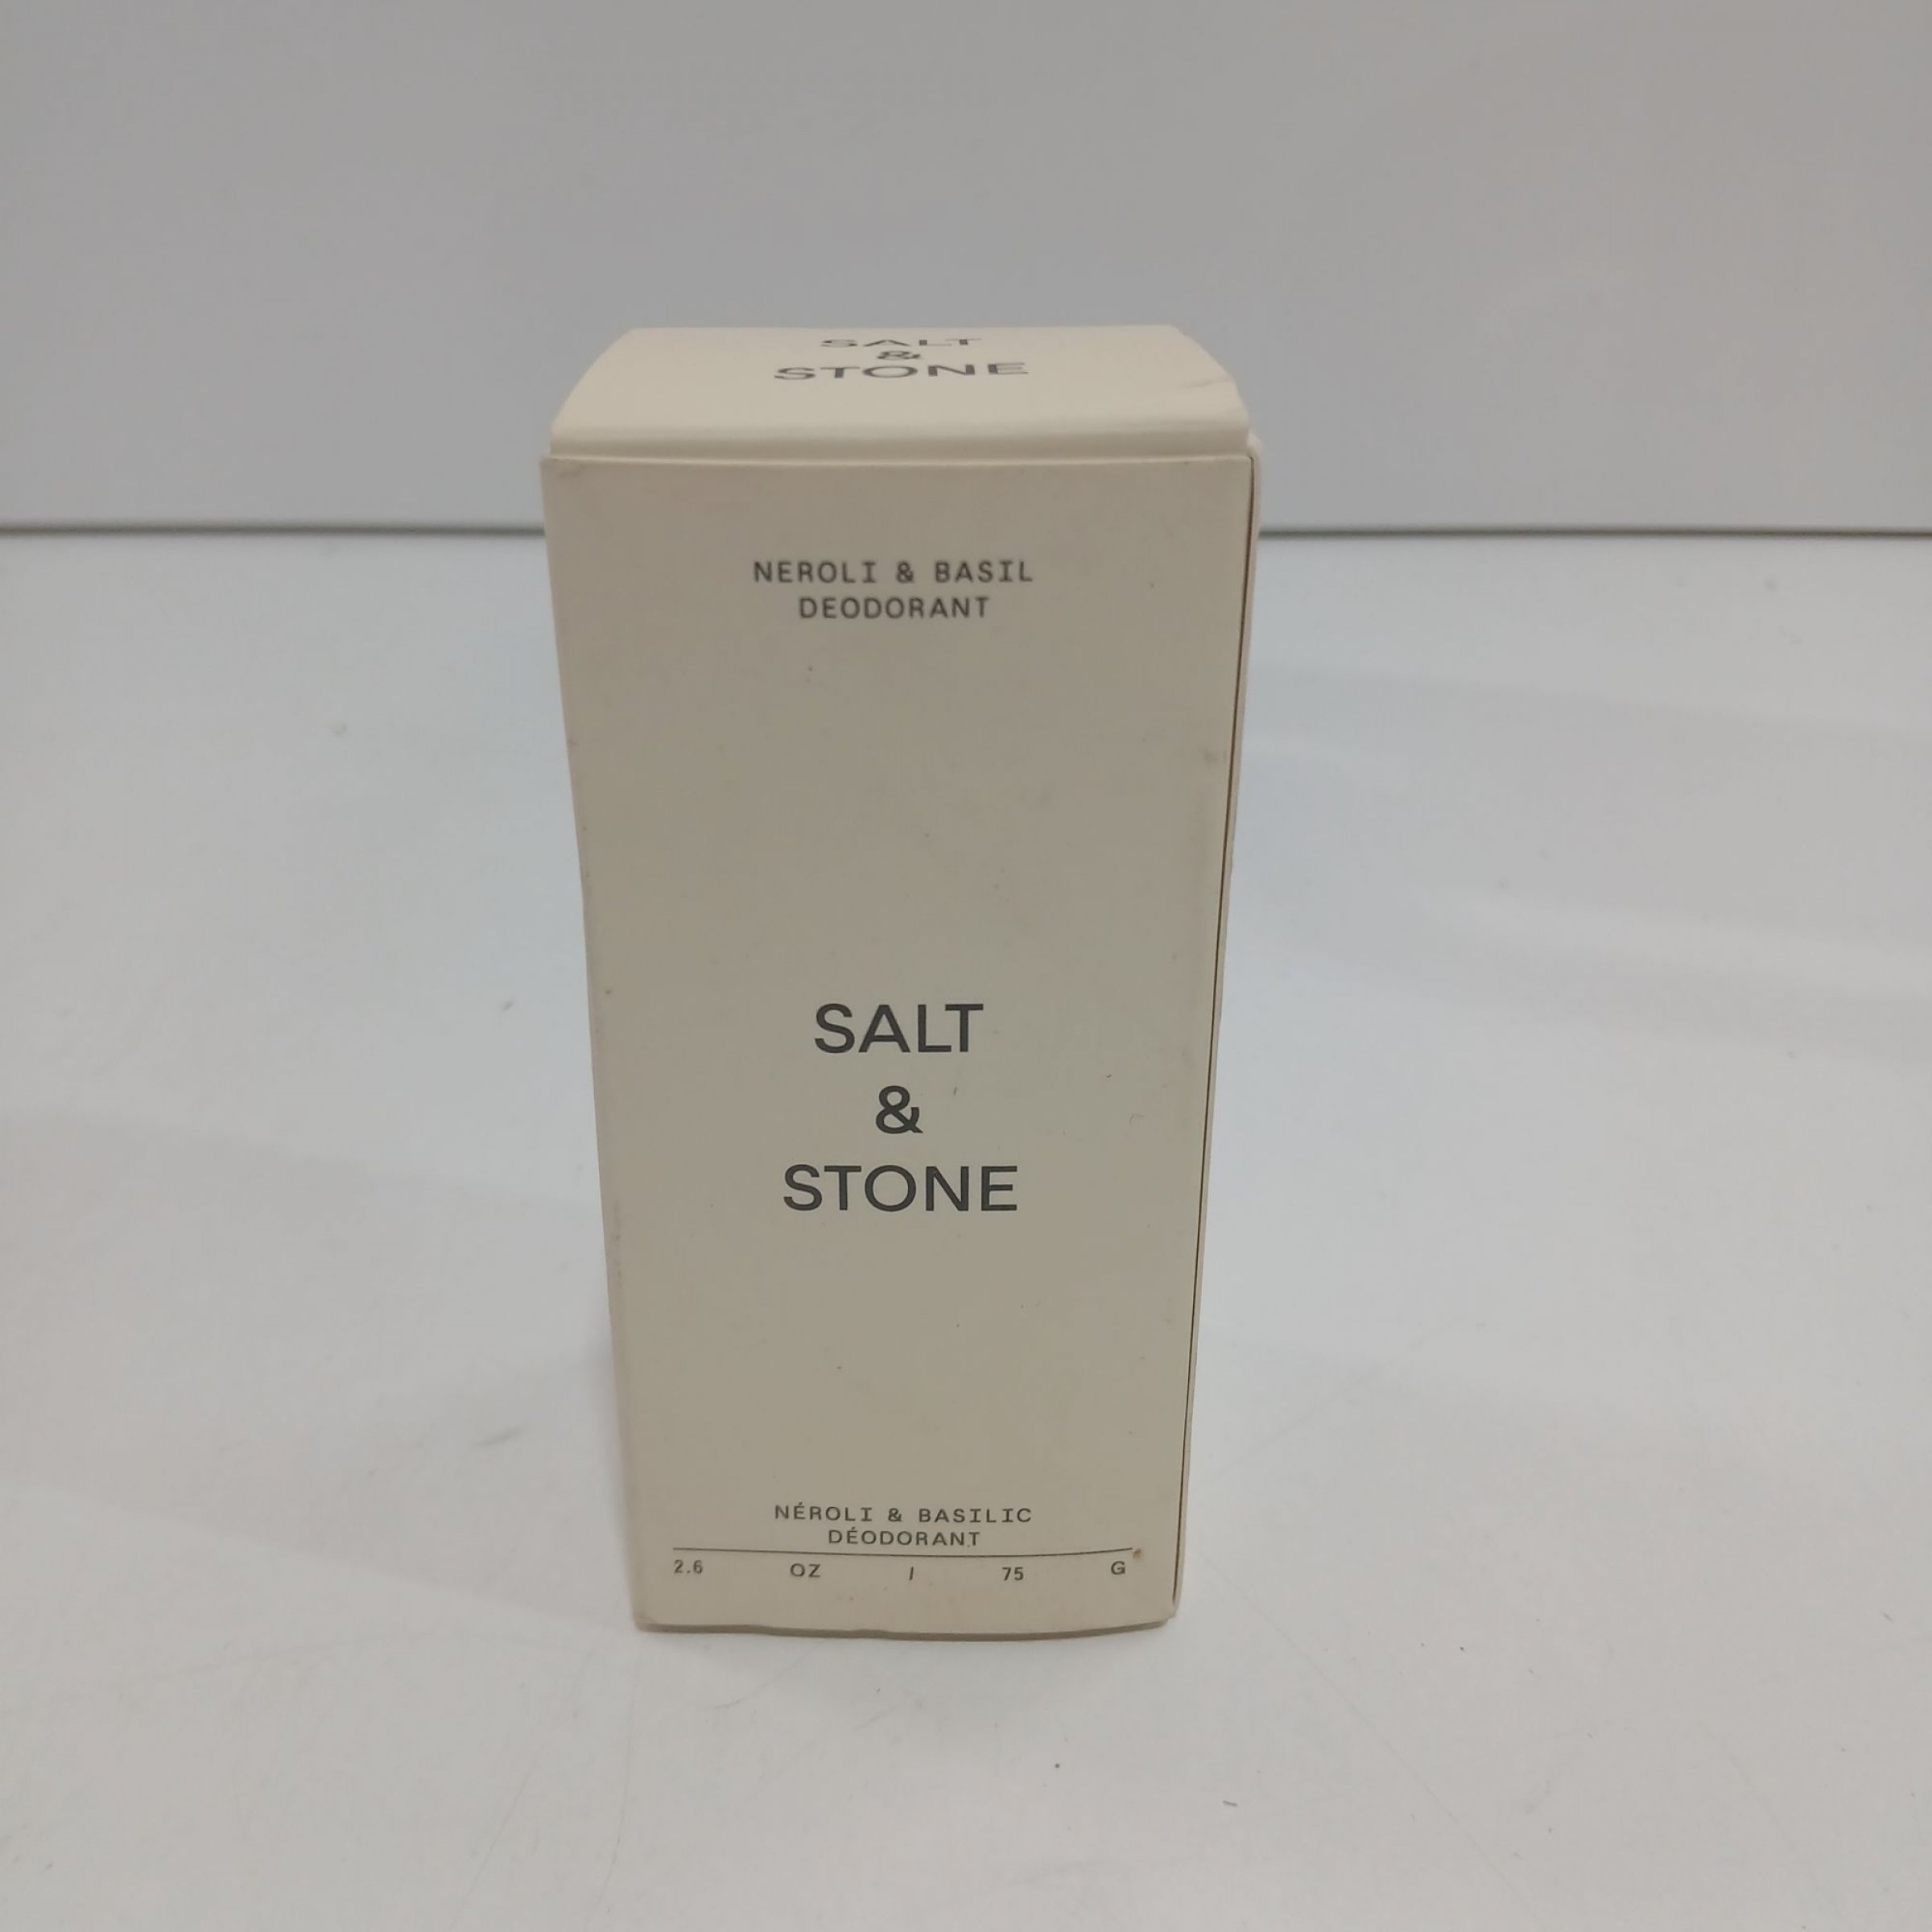 SALT
&
STONE
NEROLI & BASIL
DEODORANT
SALT
&
STONE
NÉROLI & BASILIC
DÉODORANT
2.6 OZ / 75 G